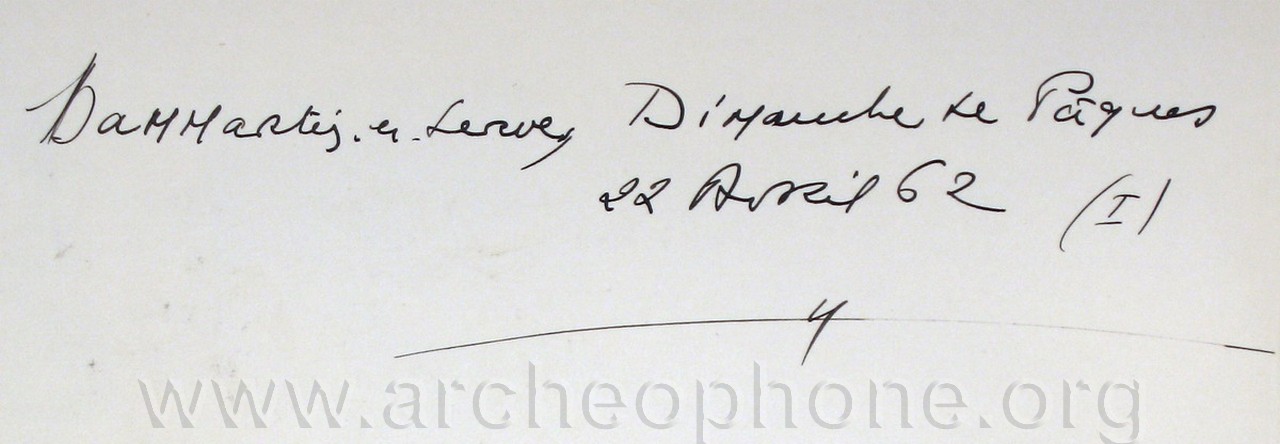 Dammartin.en.Serve, Dimanche de Pâques
22 Avril 62 (I)
4
www.archeophone.org